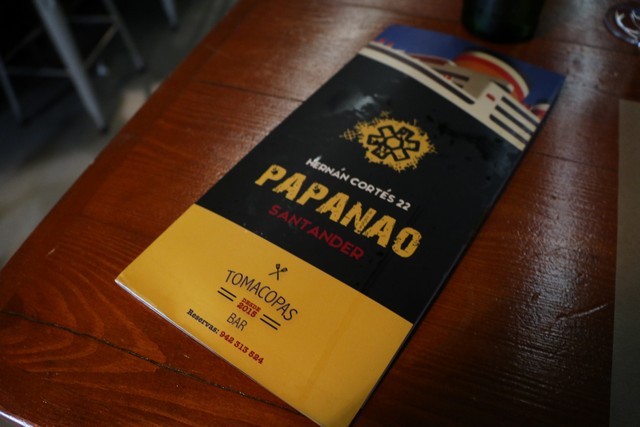 HERNÁN CORTÉS 22
PAPANAO
SANTANDER
TOMACOPAS
DESDE
2015
BAR
Reservas: 942 313 524